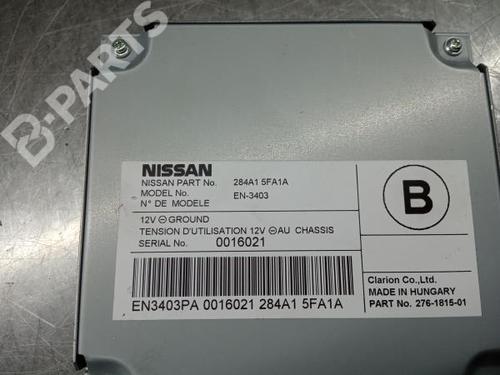 B-PARTS
NISSAN
NISSAN PART No. 284A1 5FA1A
MODEL No. EN-3403
N° DE MODELE
12V ⊖ GROUND
TENSION D'UTILISATION 12V ⊖ AU CHASSIS
SERIAL No. 0016021
EN3403PA 0016021 284A1 5FA1A
B
Clarion Co.,Ltd.
MADE IN HUNGARY
PART No. 276-1815-01